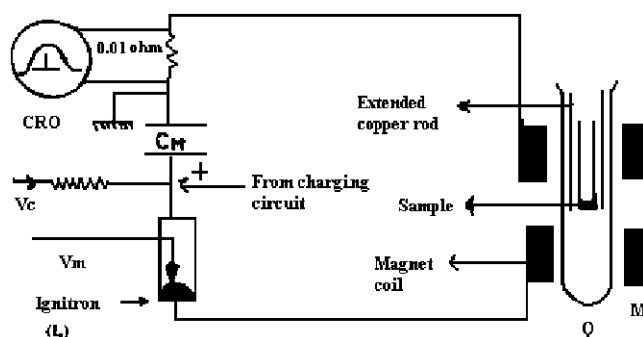 0.01 ohm
CRO
CM
+
From charging
circuit
Vc
Vm
Ignitron
Extended
copper rod
Sample
Magnet
coil
Q
M